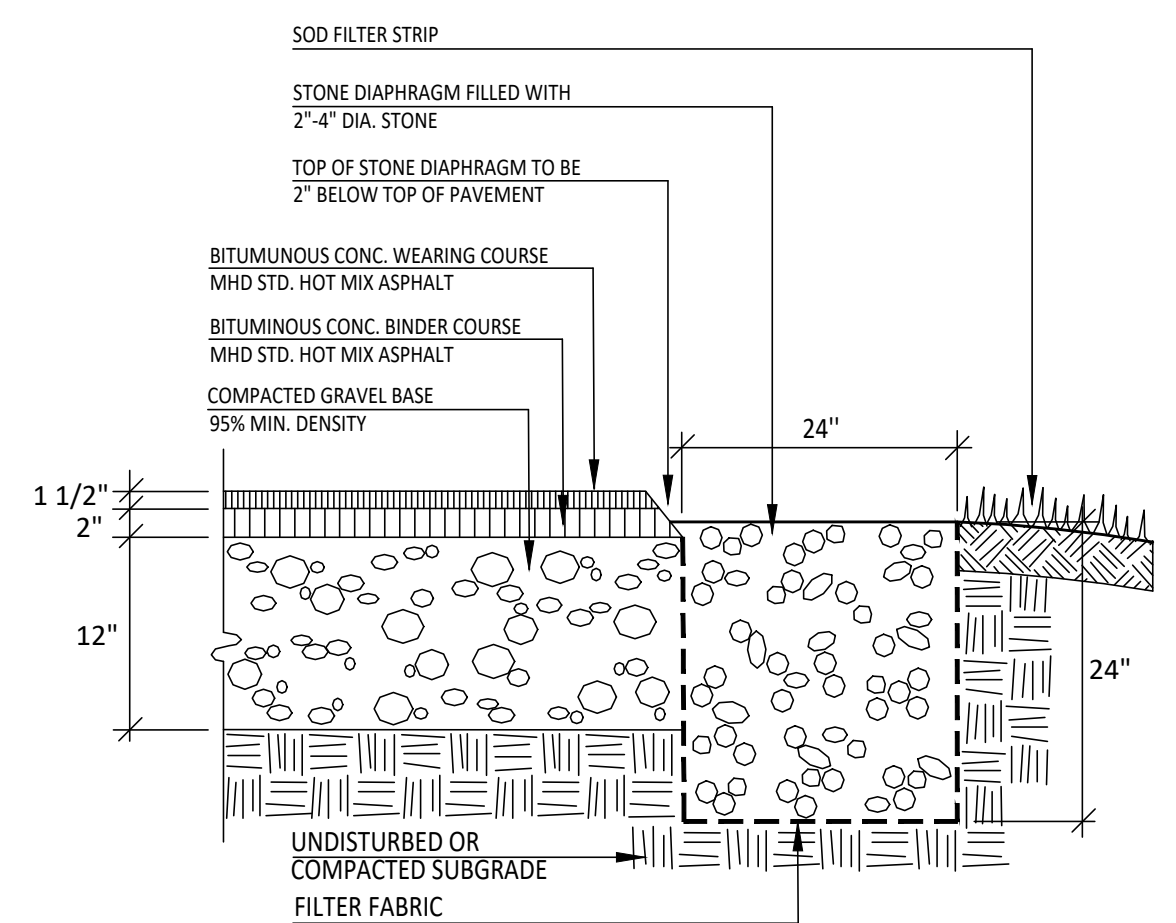 SOD FILTER STRIP
STONE DIAPHRAGM FILLED WITH
2"-4" DIA. STONE
TOP OF STONE DIAPHRAGM TO BE
2" BELOW TOP OF PAVEMENT
BITUMUNOUS CONC. WEARING COURSE
MHD STD. HOT MIX ASPHALT
BITUMINOUS CONC. BINDER COURSE
MHD STD. HOT MIX ASPHALT
COMPACTED GRAVEL BASE
95% MIN. DENSITY
24"
1 1/2"
2"
12"
24"
UNDISTURBED OR
COMPACTED SUBGRADE
FILTER FABRIC